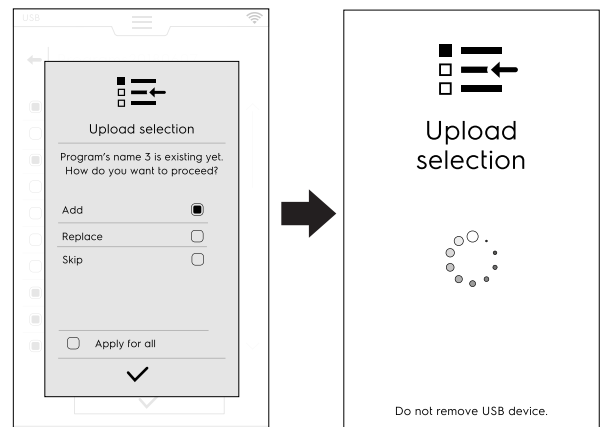 USB
Upload selection
Program's name 3 is existing yet.
How do you want to proceed?
Add
Replace
Skip
Apply for all
Upload
selection
Do not remove USB device.